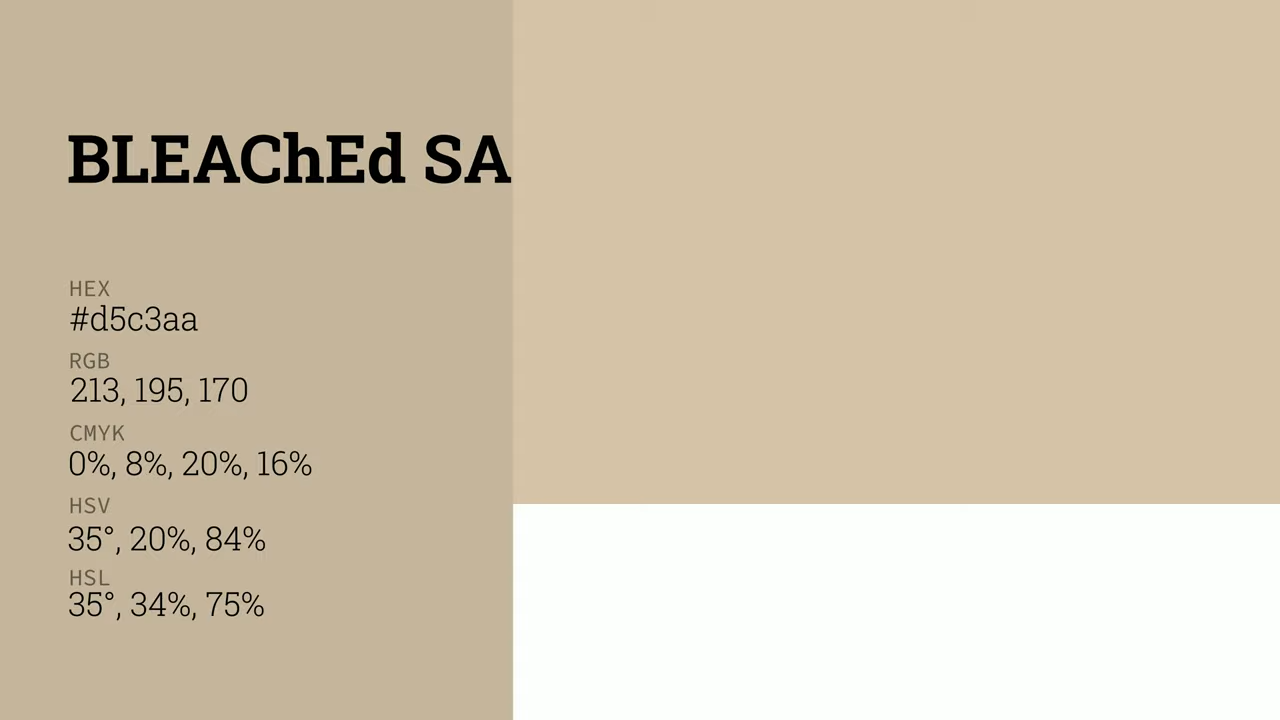 BLEAChEd SA
HEX
#d5c3aa
RGB
213, 195, 170
CMYK
0%, 8%, 20%, 16%
HSV
35°, 20%, 84%
HSL
35°, 34%, 75%